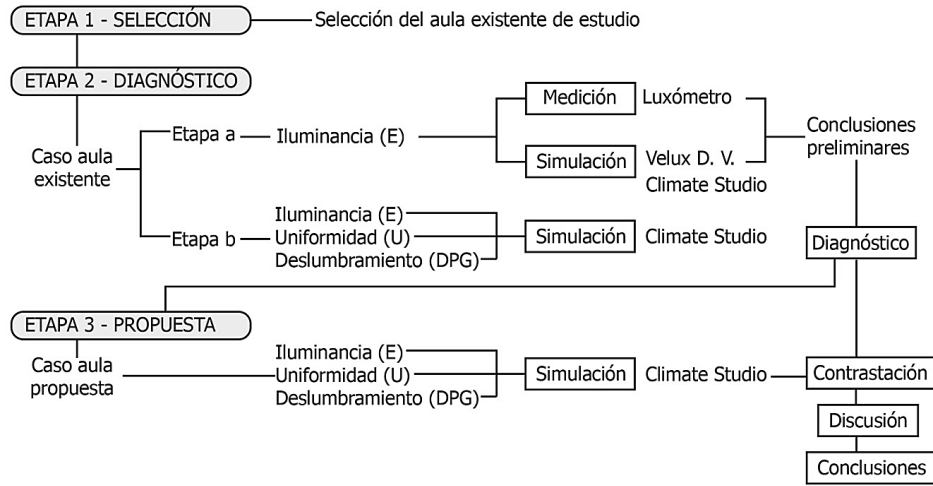 ETAPA 1 - SELECCIÓN
Selección del aula existente de estudio
ETAPA 2 - DIAGNÓSTICO
Caso aula
existente
Etapa a
Iluminancia (E)
Medición
Luxómetro
Simulación
Velux D. V.
Climate Studio
Conclusiones
preliminares
Etapa b
Iluminancia (E)
Uniformidad (U)
Deslumbramiento (DPG)
Simulación
Climate Studio
Diagnóstico
ETAPA 3 - PROPUESTA
Caso aula
propuesta
Iluminancia (E)
Uniformidad (U)
Deslumbramiento (DPG)
Simulación
Climate Studio
Contrastación
Discusión
Conclusiones